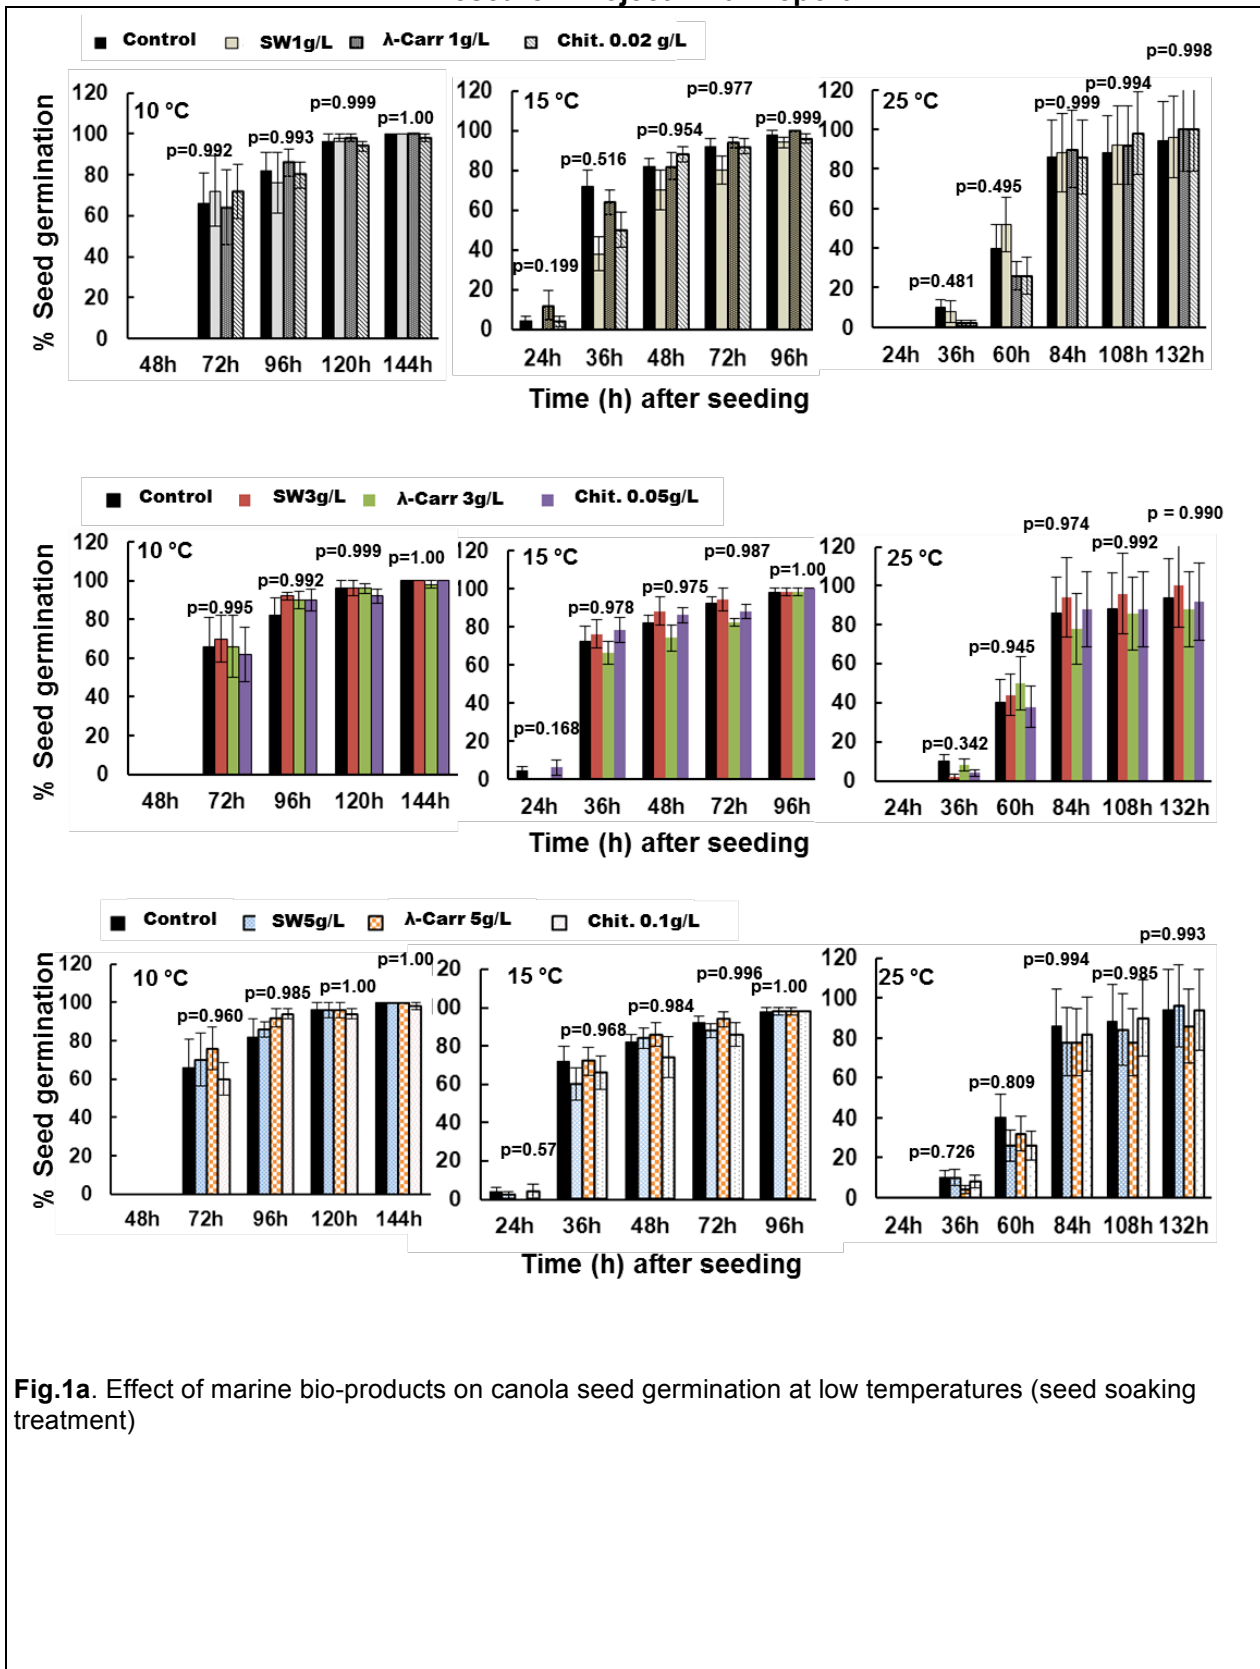 Control SW1g/L λ-Carr 1g/L Chit. 0.02 g/L
p=0.998
120 10 °C p=0.999 p=1.00
100 p=0.992 p=0.993
80
60
40
20
0
48h 72h 96h 120h 144h
120 15 °C p=0.977
100 p=0.954 p=0.999
80 p=0.516
60
40
20 p=0.199
0
24h 36h 48h 72h 96h
120 25 °C p=0.999 p=0.994
100
80
60 p=0.495
40
20 p=0.481
0
24h 36h 60h 84h 108h 132h
% Seed germination
Time (h) after seeding
Control SW3g/L λ-Carr 3g/L Chit. 0.05g/L
120 10 °C p=0.999 p=1.00
100 p=0.995 p=0.992
80
60
40
20
0
48h 72h 96h 120h 144h
120 15 °C p=0.987
100 p=0.978 p=0.975 p=1.00
80
60
40
20 p=0.168
0
24h 36h 48h 72h 96h
p=0.974 p = 0.990
120 25 °C p=0.992
100
80
60 p=0.945
40
20 p=0.342
0
24h 36h 60h 84h 108h 132h
% Seed germination
Time (h) after seeding
Control SW5g/L λ-Carr 5g/L Chit. 0.1g/L
120 10 °C p=1.00 p=1.00
100 p=0.960 p=0.985
80
60
40
20
0
48h 72h 96h 120h 144h
20 15 °C p=0.996
00 p=0.968 p=0.984 p=1.00
80
60
40
20 p=0.57
0
24h 36h 48h 72h 96h
p=0.993
120 25 °C p=0.994 p=0.985
100
80
60 p=0.809
40
20 p=0.726
0
24h 36h 60h 84h 108h 132h
% Seed germination
Time (h) after seeding
Fig.1a. Effect of marine bio-products on canola seed germination at low temperatures (seed soaking
treatment)